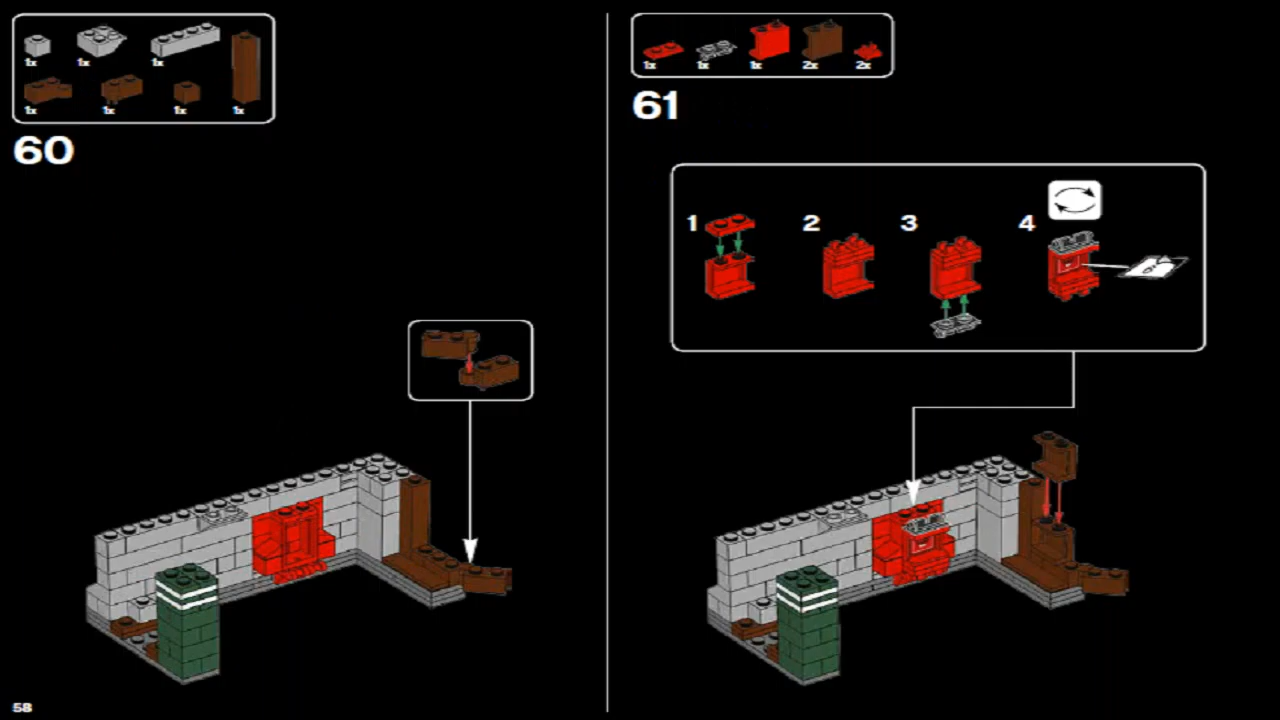 1x 1x 1x
1x 1x 1x 1x
60
58
1x 1x 1x 2x 2x
61
1 2 3 4